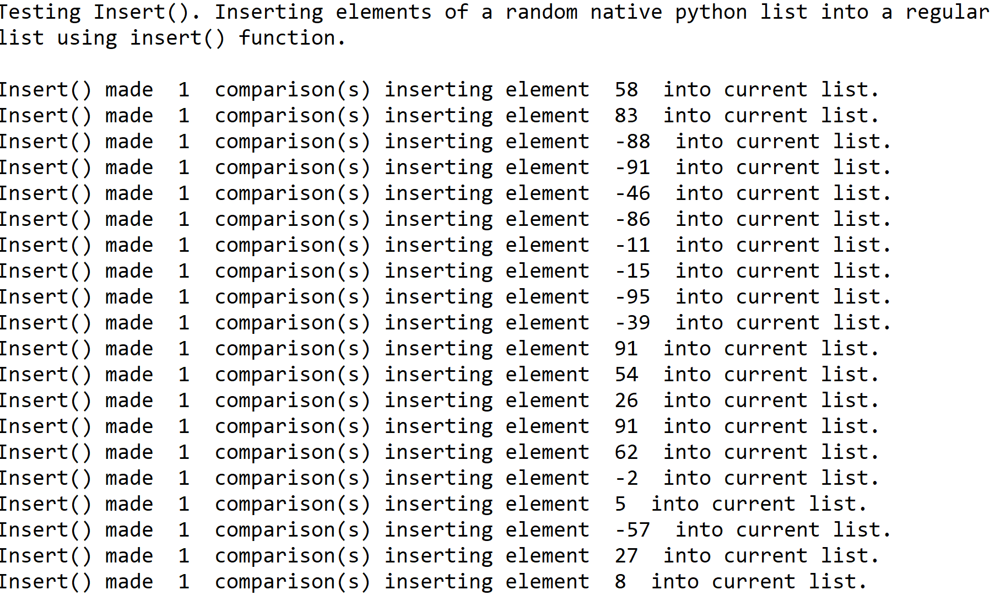 Testing Insert(). Inserting elements of a random native python list into a regular
list using insert() function.
Insert() made  1  comparison(s) inserting element  58  into current list.
Insert() made  1  comparison(s) inserting element  83  into current list.
Insert() made  1  comparison(s) inserting element  -88  into current list.
Insert() made  1  comparison(s) inserting element  -91  into current list.
Insert() made  1  comparison(s) inserting element  -46  into current list.
Insert() made  1  comparison(s) inserting element  -86  into current list.
Insert() made  1  comparison(s) inserting element  -11  into current list.
Insert() made  1  comparison(s) inserting element  -15  into current list.
Insert() made  1  comparison(s) inserting element  -95  into current list.
Insert() made  1  comparison(s) inserting element  -39  into current list.
Insert() made  1  comparison(s) inserting element  91  into current list.
Insert() made  1  comparison(s) inserting element  54  into current list.
Insert() made  1  comparison(s) inserting element  26  into current list.
Insert() made  1  comparison(s) inserting element  91  into current list.
Insert() made  1  comparison(s) inserting element  62  into current list.
Insert() made  1  comparison(s) inserting element  -2  into current list.
Insert() made  1  comparison(s) inserting element  5  into current list.
Insert() made  1  comparison(s) inserting element  -57  into current list.
Insert() made  1  comparison(s) inserting element  27  into current list.
Insert() made  1  comparison(s) inserting element  8  into current list.